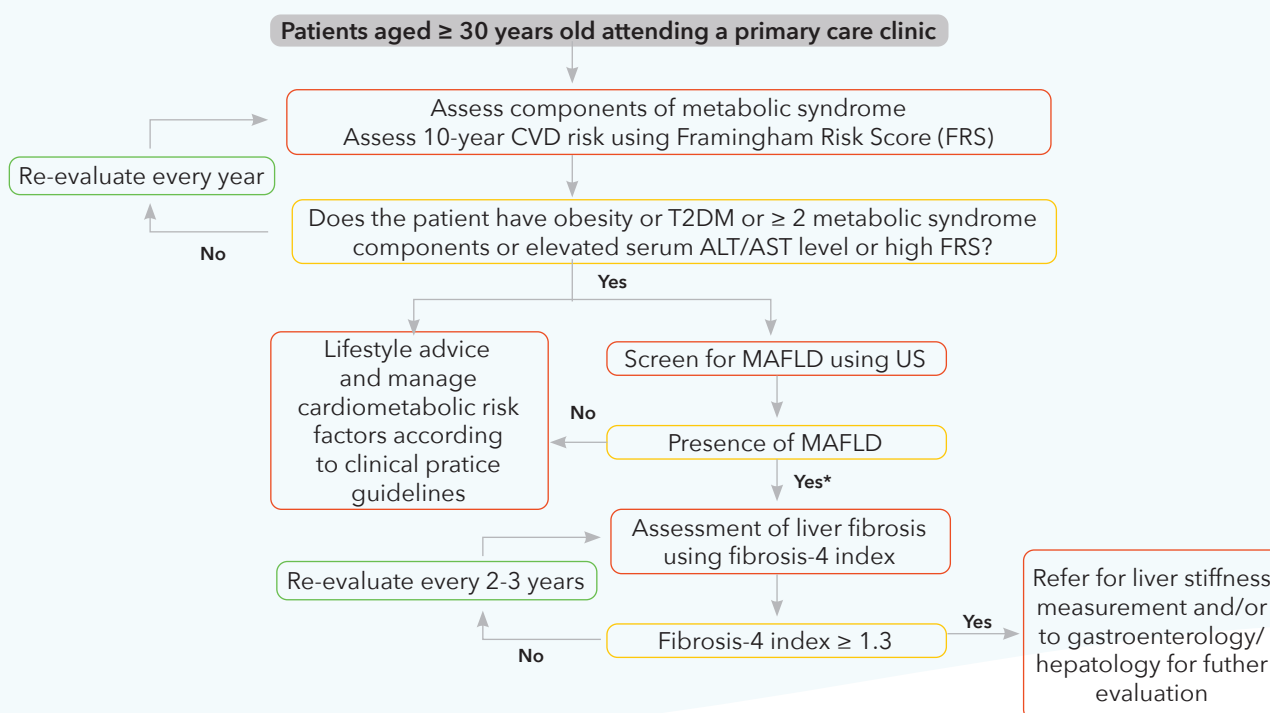 Patients aged ≥ 30 years old attending a primary care clinic
Assess components of metabolic syndrome
Assess 10-year CVD risk using Framingham Risk Score (FRS)
Re-evaluate every year
Does the patient have obesity or T2DM or ≥ 2 metabolic syndrome
components or elevated serum ALT/AST level or high FRS?
No
Yes
Lifestyle advice
and manage
cardiometabolic risk
factors according
to clinical pratice
guidelines
Screen for MAFLD using US
No
Presence of MAFLD
Yes*
Assessment of liver fibrosis
using fibrosis-4 index
Re-evaluate every 2-3 years
Fibrosis-4 index ≥ 1.3
No
Yes
Refer for liver stiffness
measurement and/or
to gastroenterology/
hepatology for futher
evaluation